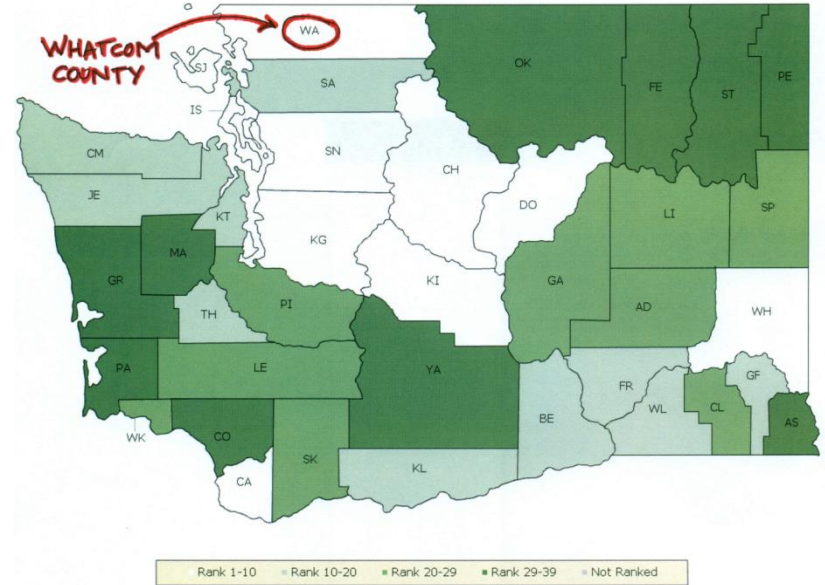 WHATCOM
COUNTY
WA
SJ
SA
OK
FE
ST
PE
IS
CM
SN
CH
JE
DO
KT
LI
SP
KG
MA
GR
KI
GA
PI
AD
WH
TH
PA
LE
YA
FR
GF
WL
CL
BE
AS
WK
CO
SK
KL
CA
Rank 1-10 Rank 10-20 Rank 20-29 Rank 29-39 Not Ranked